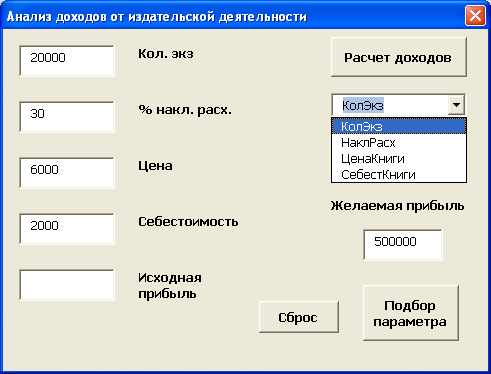 Анализ доходов от издательской деятельности
20000
Кол. экз
Расчет доходов
30
% накл. расх.
КолЭкз
КолЭкз
НаклРасх
ЦенаКниги
СебестКниги
6000
Цена
Желаемая прибыль
2000
Себестоимость
500000
Исходная
прибыль
Сброс
Подбор
параметра